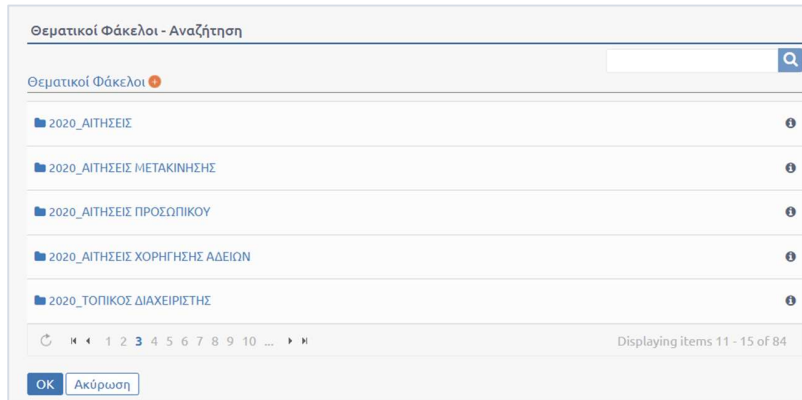 Θεματικοί Φάκελοι - Αναζήτηση
Θεματικοί Φάκελοι
2020_ΑΙΤΗΣΕΙΣ
2020_ΑΙΤΗΣΕΙΣ ΜΕΤΑΚΙΝΗΣΗΣ
2020_ΑΙΤΗΣΕΙΣ ΠΡΟΣΩΠΙΚΟΥ
2020_ΑΙΤΗΣΕΙΣ ΧΟΡΗΓΗΣΗΣ ΑΔΕΙΩΝ
2020_ΤΟΠΙΚΟΣ ΔΙΑΧΕΙΡΙΣΤΗΣ
1 2 3 4 5 6 7 8 9 10 ... Displaying items 11 - 15 of 84
OK Ακύρωση